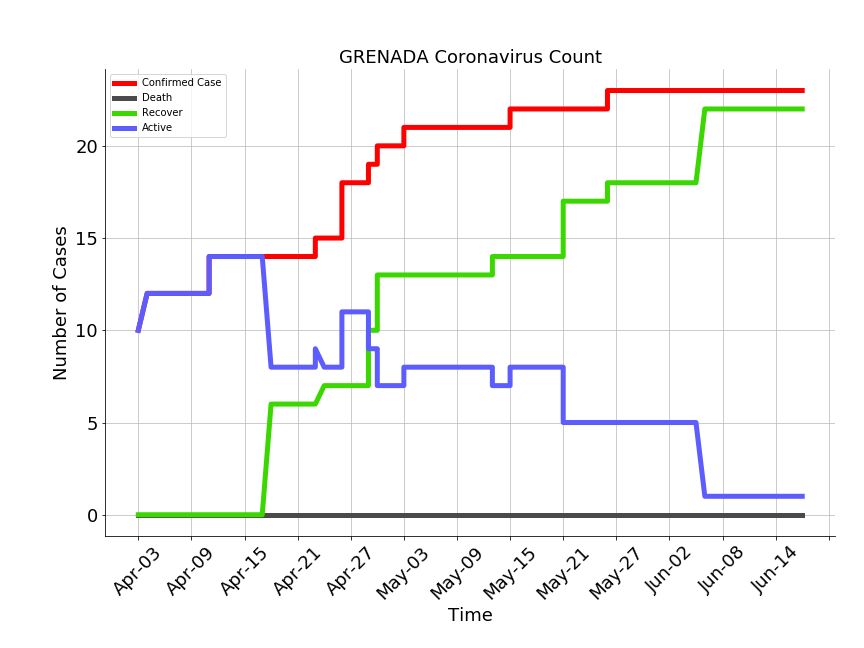 GRENADA Coronavirus Count
Confirmed Case
Death
Recover
Active
Number of Cases
20
15
10
5
0
Apr-03 Apr-09 Apr-15 Apr-21 Apr-27 May-03 May-09 May-15 May-21 May-27 Jun-02 Jun-08 Jun-14
Time